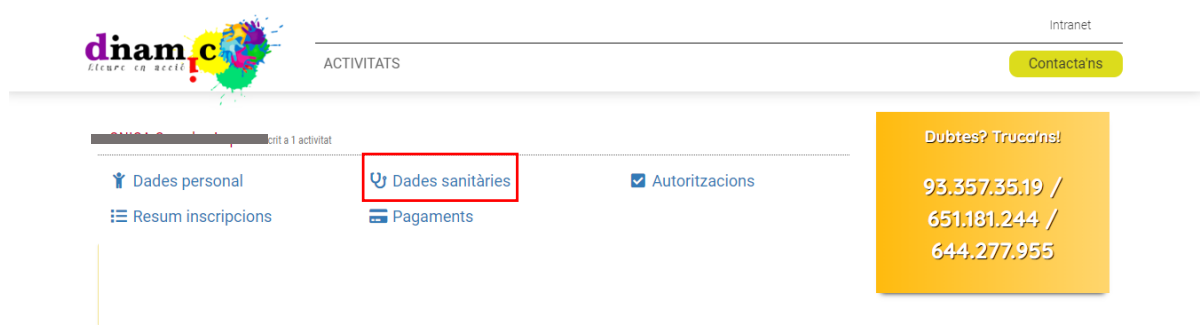 Intranet
dinamic
Lleure en acció
ACTIVITATS
Contacta'ns
crit a 1 activitat
Dades personal
Dades sanitàries
Autoritzacions
Resum inscripcions
Pagaments
Dubtes? Truca'ns!
93.357.35.19 /
651.181.244 /
644.277.955